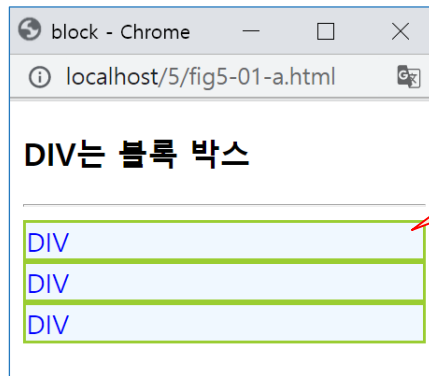 block - Chrome
localhost/5/fig5-01-a.html
DIV는 블록 박스
DIV
DIV
DIV